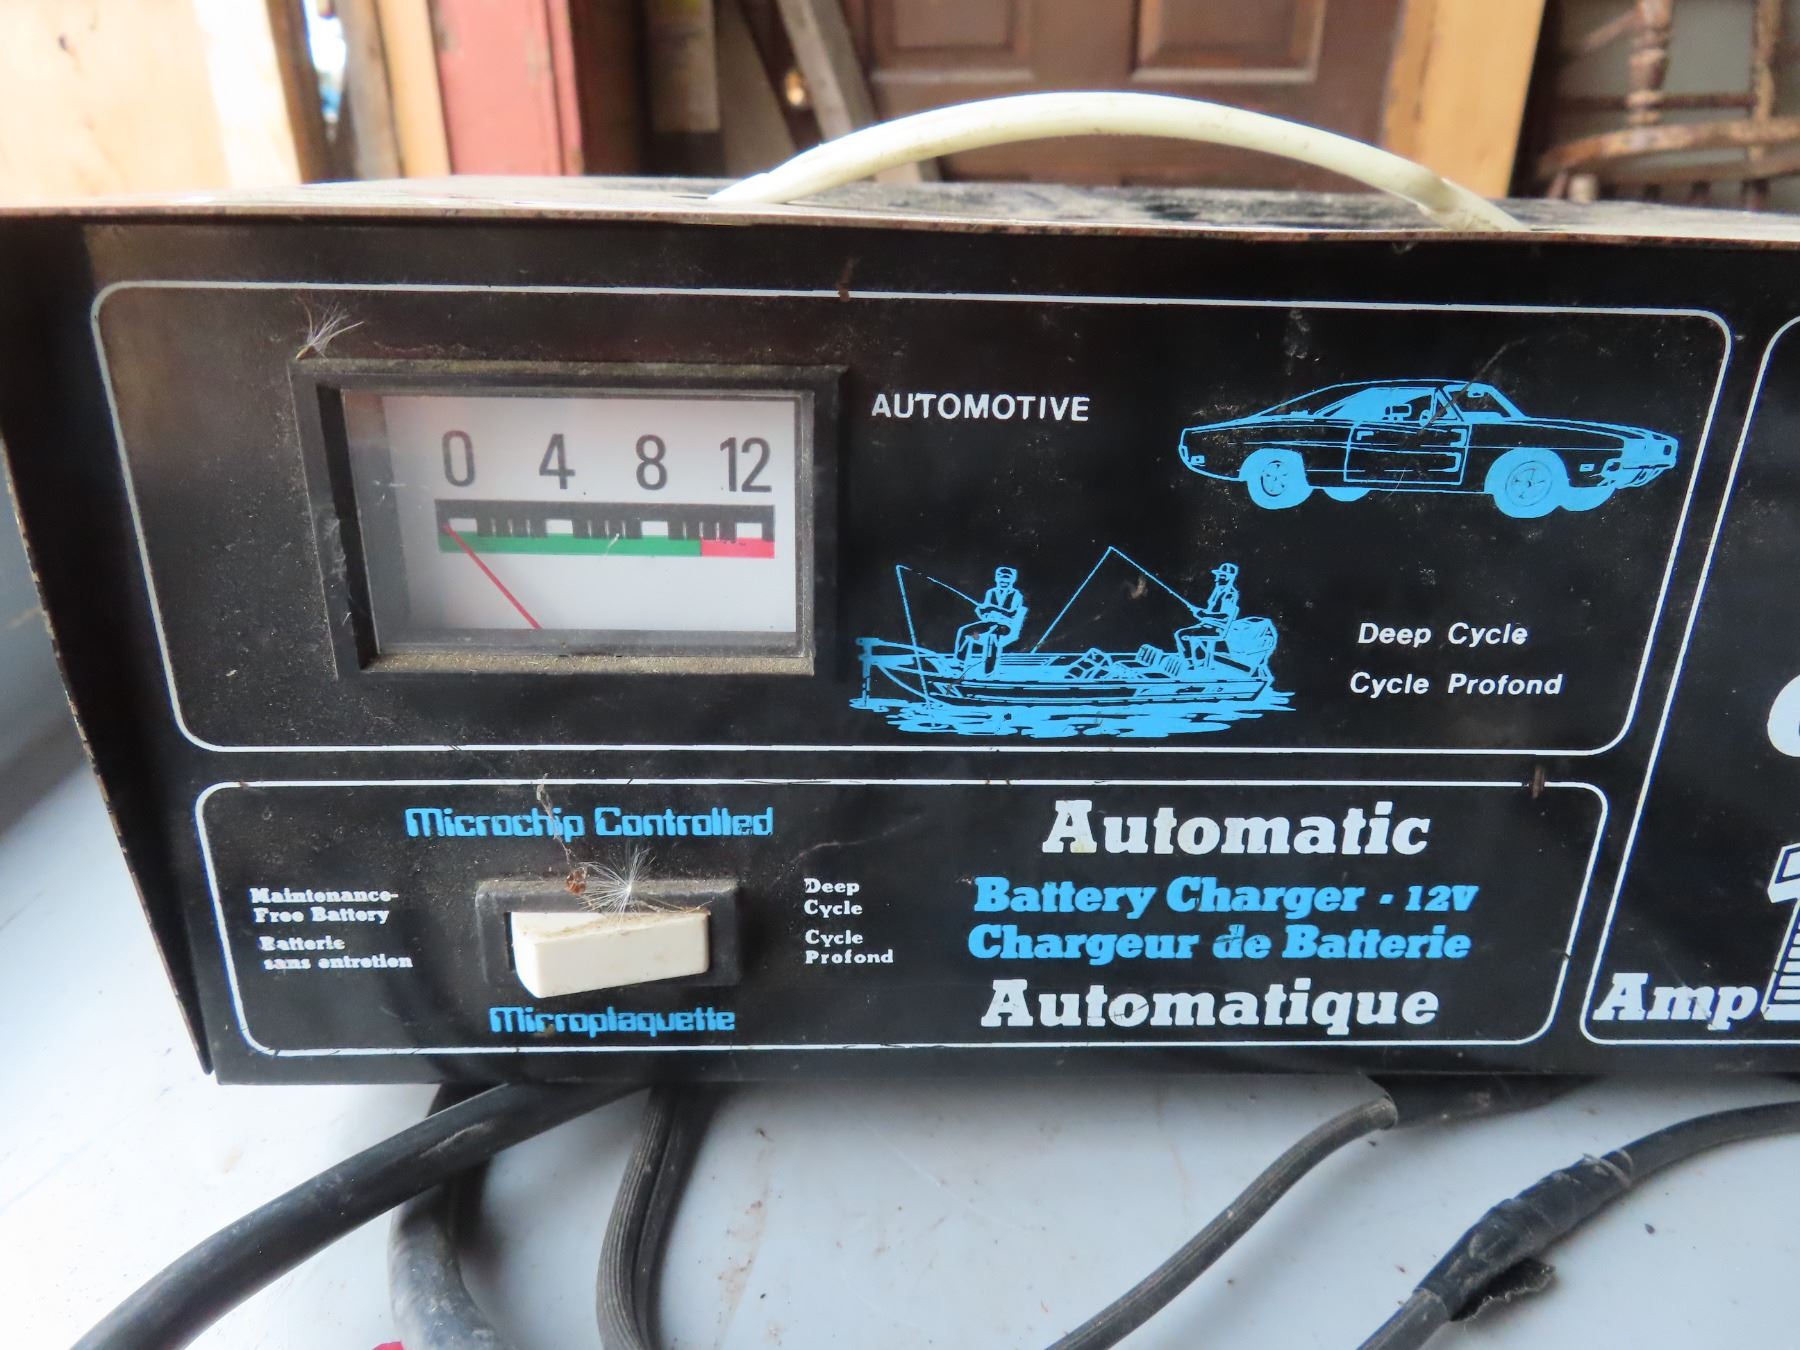 0 4 8 12
AUTOMOTIVE
Deep Cycle
Cycle Profond
Microchip Controlled
Maintenance-
Free Battery
Batterie
sans entretien
Deep
Cycle
Cycle
Profond
Microplaquette
Automatic
Battery Charger - 12V
Chargeur de Batterie
Automatique
Amp